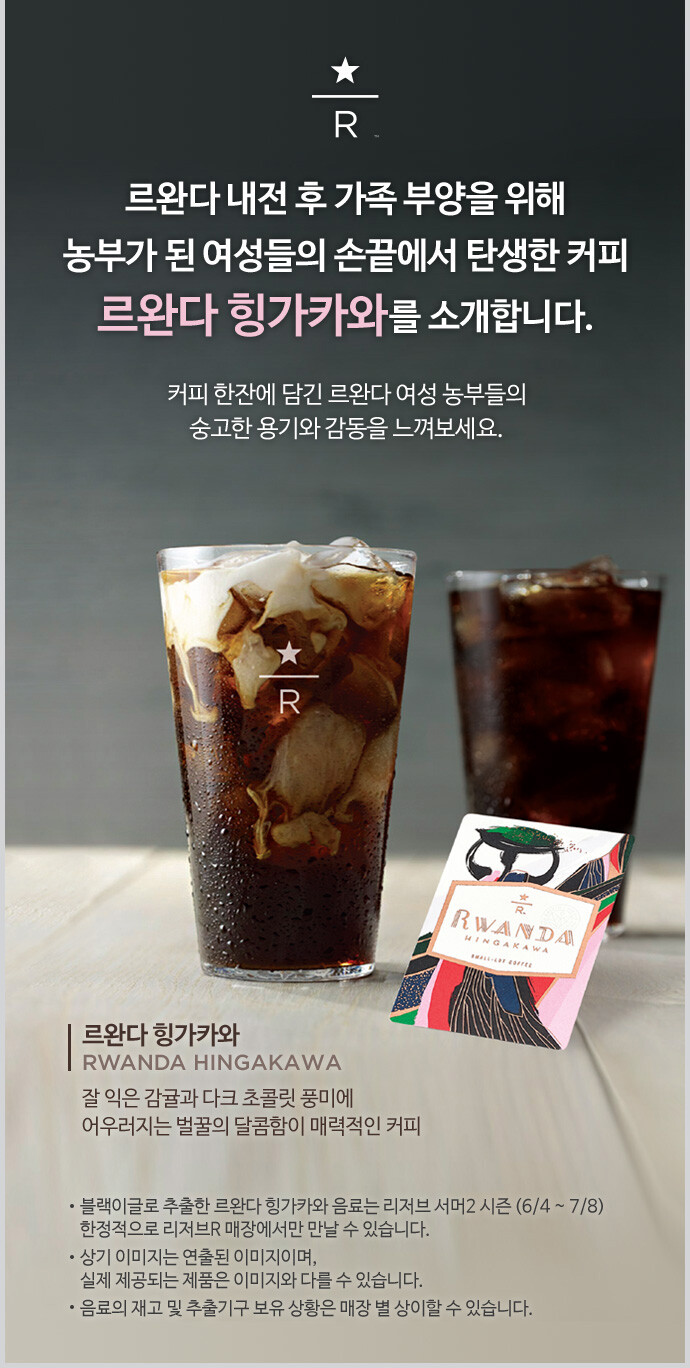 R
르완다 내전 후 가족 부양을 위해
농부가 된 여성들의 손끝에서 탄생한 커피
르완다 힝가카와를 소개합니다.
커피 한잔에 담긴 르완다 여성 농부들의
숭고한 용기와 감동을 느껴보세요.
R
R.
RWANDA
HINGAKAWA
SMALL-LOT COFFEE
르완다 힝가카와
RWANDA HINGAKAWA
잘 익은 감귤과 다크 초콜릿 풍미에
어우러지는 벌꿀의 달콤함이 매력적인 커피
• 블랙이글로 추출한 르완다 힝가카와 음료는 리저브 서머2 시즌 (6/4 ~ 7/8)
한정적으로 리저브R 매장에서만 만날 수 있습니다.
• 상기 이미지는 연출된 이미지이며,
실제 제공되는 제품은 이미지와 다를 수 있습니다.
• 음료의 재고 및 추출기구 보유 상황은 매장 별 상이할 수 있습니다.